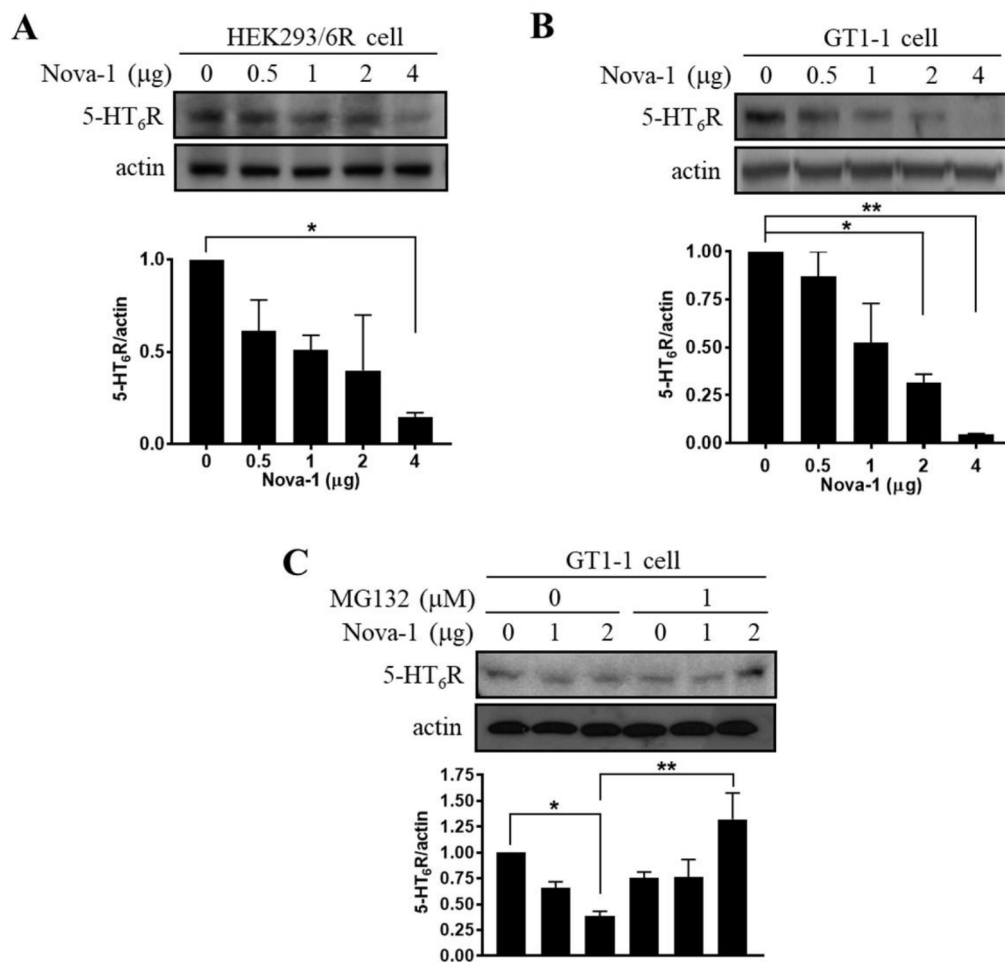 A
HEK293/6R cell
Nova-1 (μg) 0 0.5 1 2 4
5-HT₆R
actin
*
1.0
0.5
0.0
5-HT₆R/actin
0 0.5 1 2 4
Nova-1 (μg)
B
GT1-1 cell
Nova-1 (μg) 0 0.5 1 2 4
5-HT₆R
actin
**
*
1.00
0.75
0.50
0.25
0.00
5-HT₆R/actin
0 0.5 1 2 4
Nova-1 (μg)
C
GT1-1 cell
MG132 (μM) 0 1
Nova-1 (μg) 0 1 2 0 1 2
5-HT₆R
actin
**
*
1.75
1.50
1.25
1.00
0.75
0.50
0.25
0.00
5-HT₆R/actin